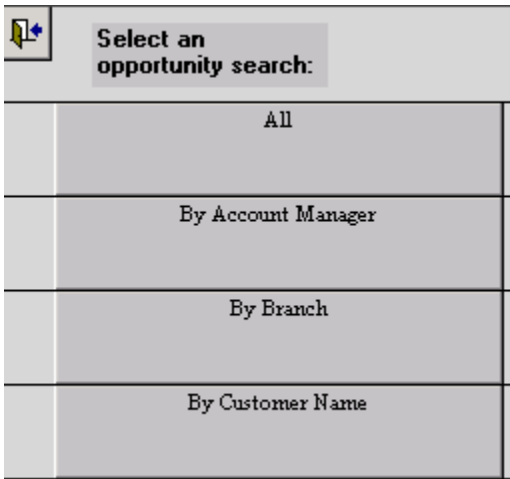 Select an
opportunity search:
All
By Account Manager
By Branch
By Customer Name